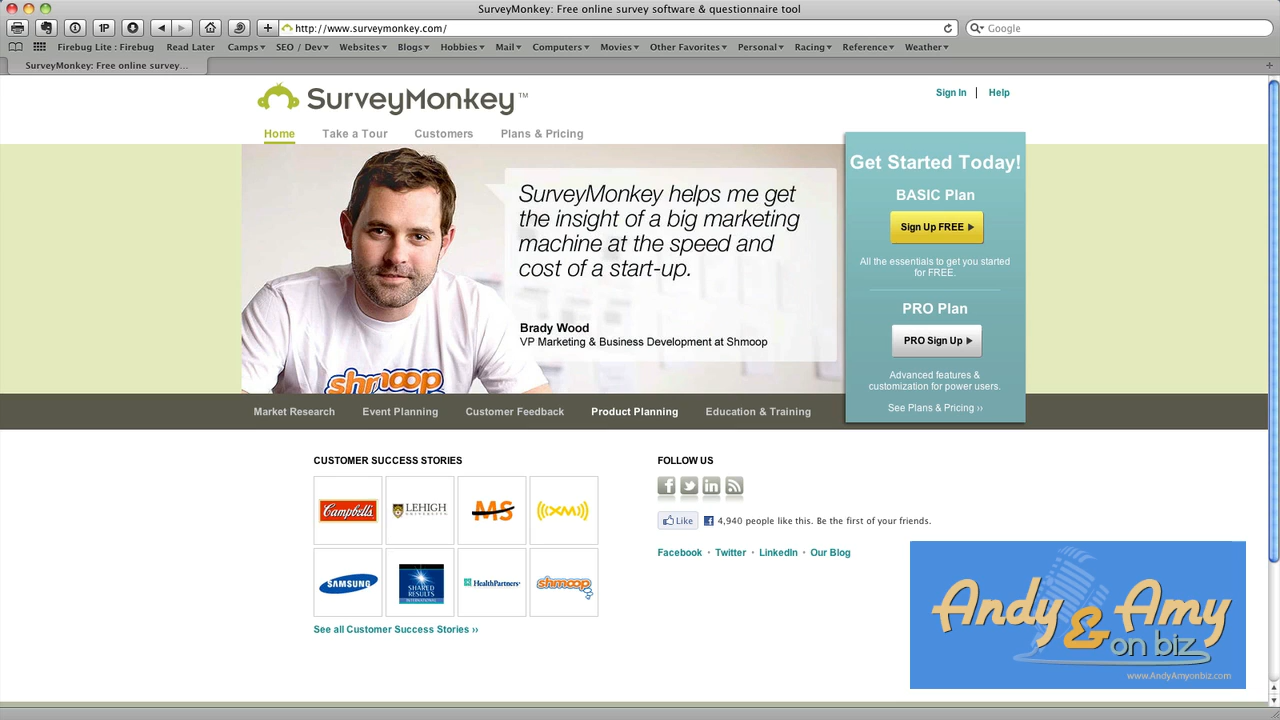 SurveyMonkey: Free online survey software & questionnaire tool
1P
http://www.surveymonkey.com/
Google
Firebug Lite : Firebug Read Later Camps SEO / Dev Websites Blogs Hobbies Mail Computers Movies Other Favorites Personal Racing Reference Weather
SurveyMonkey: Free online survey...
SurveyMonkey™
Sign In | Help
Home Take a Tour Customers Plans & Pricing
SurveyMonkey helps me get
the insight of a big marketing
machine at the speed and
cost of a start-up.
Brady Wood
VP Marketing & Business Development at Shmoop
shmoop
Get Started Today!
BASIC Plan
Sign Up FREE
All the essentials to get you started
for FREE.
PRO Plan
PRO Sign Up
Advanced features &
customization for power users.
See Plans & Pricing ››
Market Research Event Planning Customer Feedback Product Planning Education & Training
CUSTOMER SUCCESS STORIES
Campbell's
LEHIGH
UNIVERSITY
MS
XM
SAMSUNG
SHARED
RESULTS
INTERNATIONAL
HealthPartners
shmoop
See all Customer Success Stories ››
FOLLOW US
Like
4,940 people like this. Be the first of your friends.
Facebook • Twitter • LinkedIn • Our Blog
Andy & Amy
on biz
www.AndyAmyonbiz.com